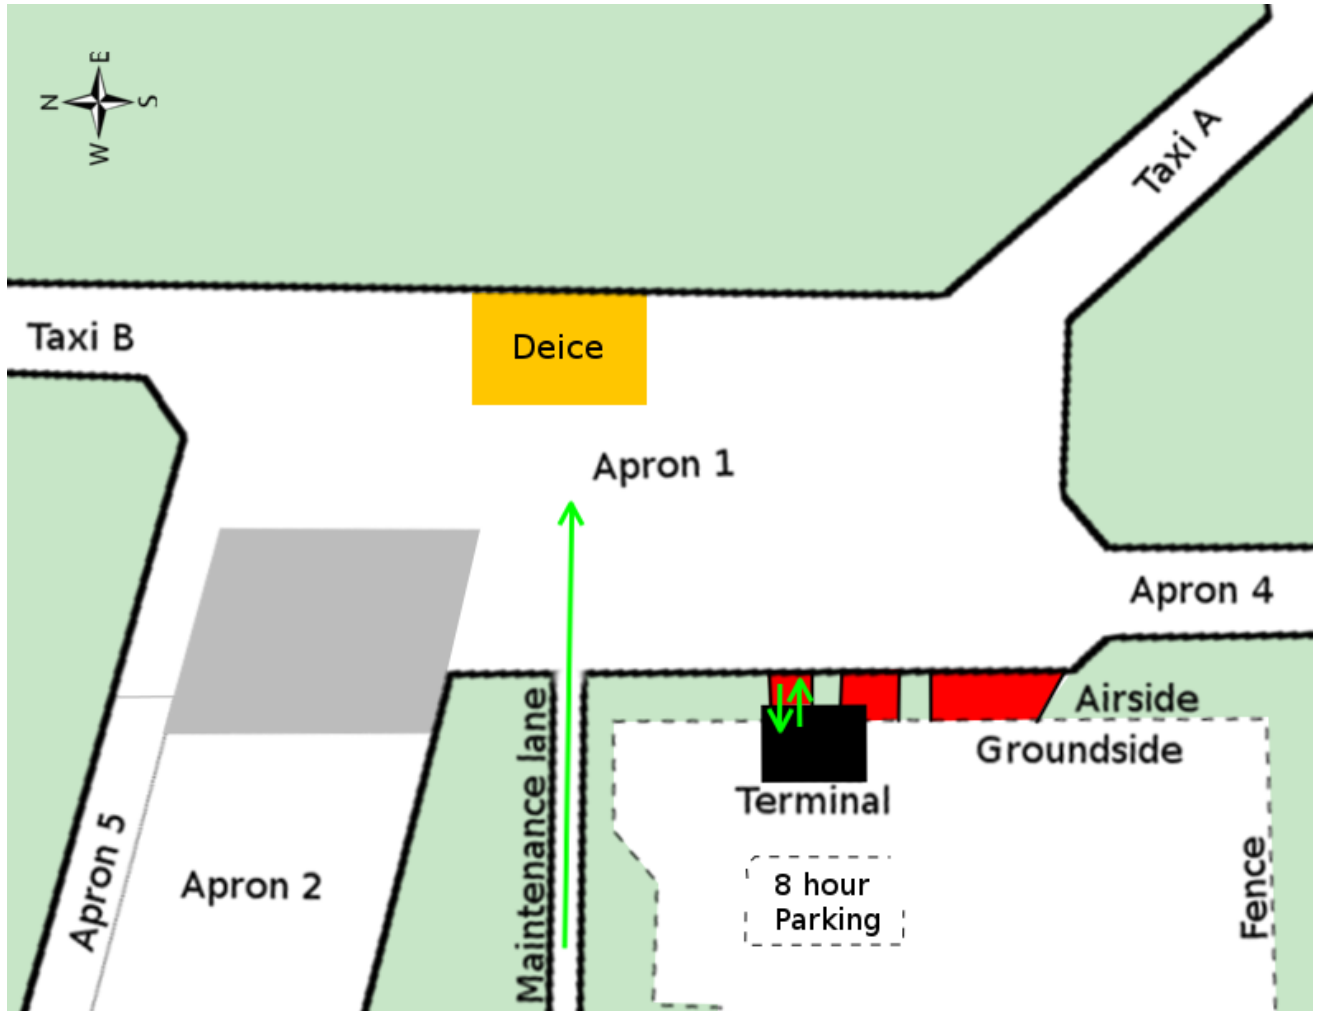 E
N
S
W
Taxi A
Taxi B
Deice
Apron 1
Apron 4
Maintenance lane
Airside
Groundside
Terminal
Apron 5
Apron 2
8 hour
Parking
Fence